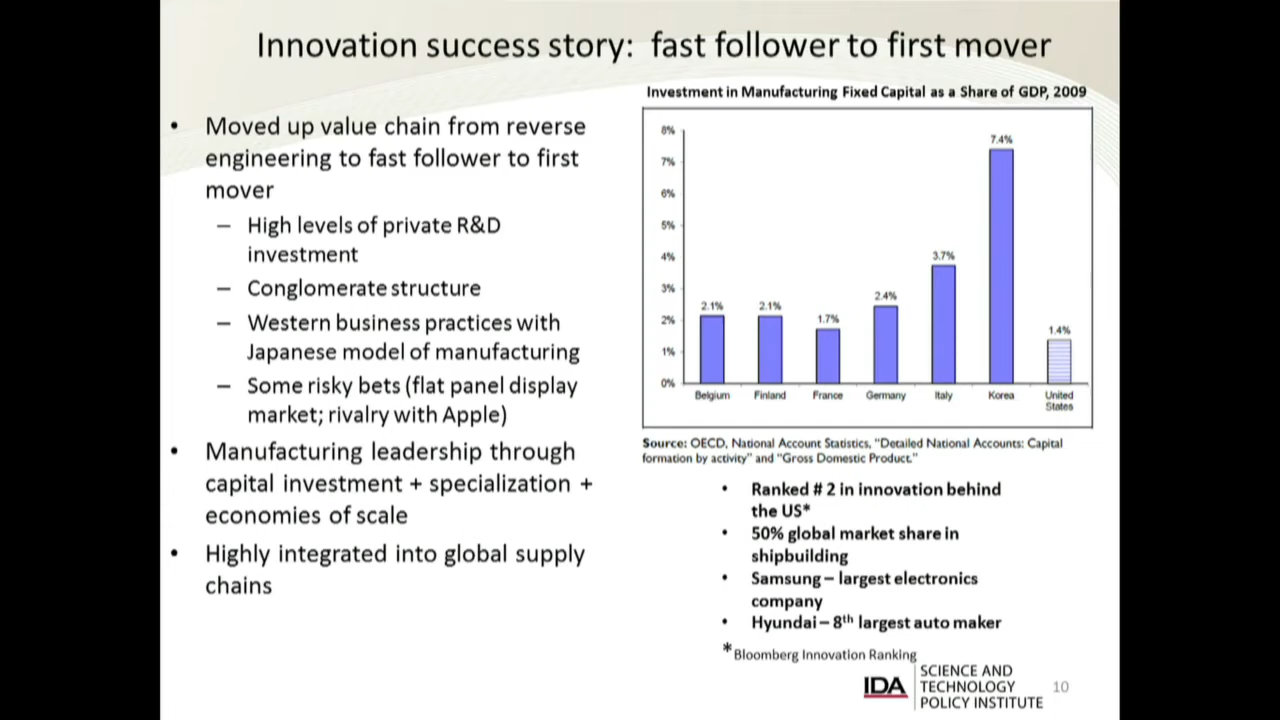 Innovation success story: fast follower to first mover
• Moved up value chain from reverse
engineering to fast follower to first
mover
– High levels of private R&D
investment
– Conglomerate structure
– Western business practices with
Japanese model of manufacturing
– Some risky bets (flat panel display
market; rivalry with Apple)
• Manufacturing leadership through
capital investment + specialization +
economies of scale
• Highly integrated into global supply
chains
Investment in Manufacturing Fixed Capital as a Share of GDP, 2009
8%
7%
6%
5%
4%
3%
2%
1%
0%
2.1%
2.1%
1.7%
2.4%
3.7%
7.4%
1.4%
Belgium
Finland
France
Germany
Italy
Korea
United
States
Source: OECD, National Account Statistics, "Detailed National Accounts: Capital
formation by activity" and "Gross Domestic Product."
• Ranked # 2 in innovation behind
the US*
• 50% global market share in
shipbuilding
• Samsung – largest electronics
company
• Hyundai – 8th largest auto maker
* Bloomberg Innovation Ranking
IDA
SCIENCE AND
TECHNOLOGY
POLICY INSTITUTE
10